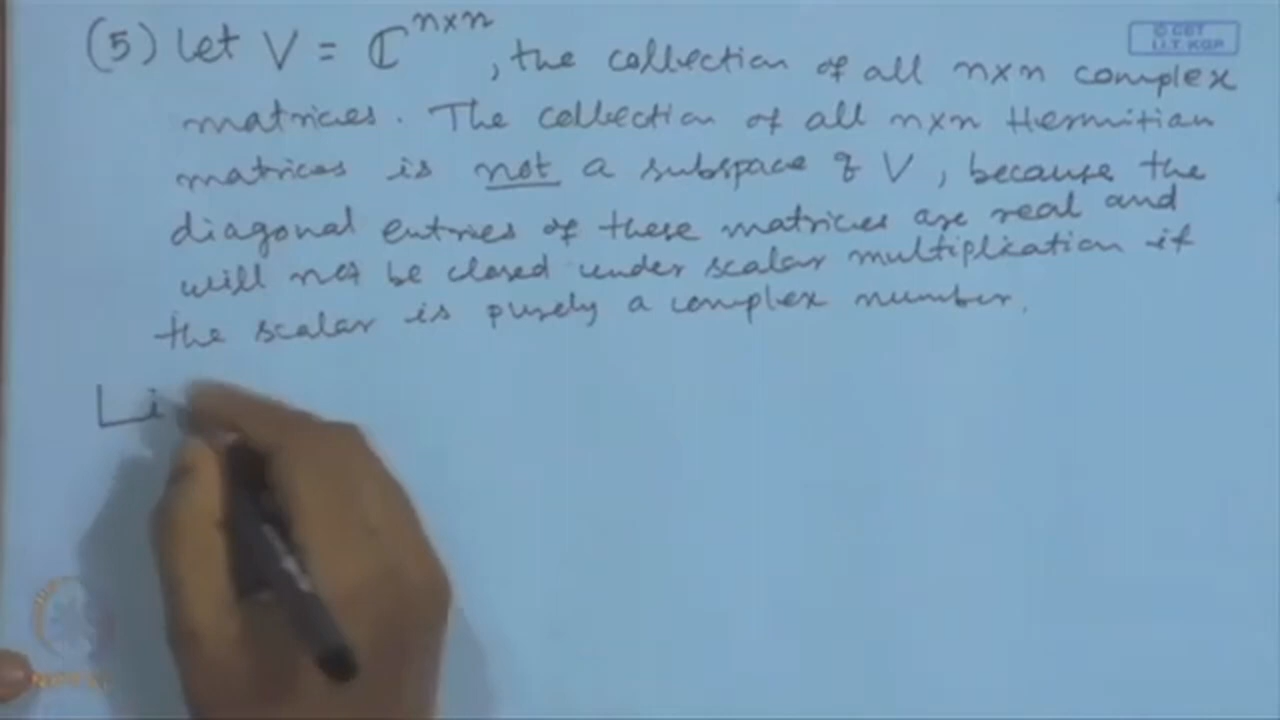 (5) Let V = ℂ^{n×n}, the collection of all n×n complex
© CET
I.I.T. KGP
matrices. The collection of all n×n Hermitian
matrices is not a subspace of V, because the
diagonal entries of these matrices are real and
will not be closed under scalar multiplication if
the scalar is purely a complex number.
Li